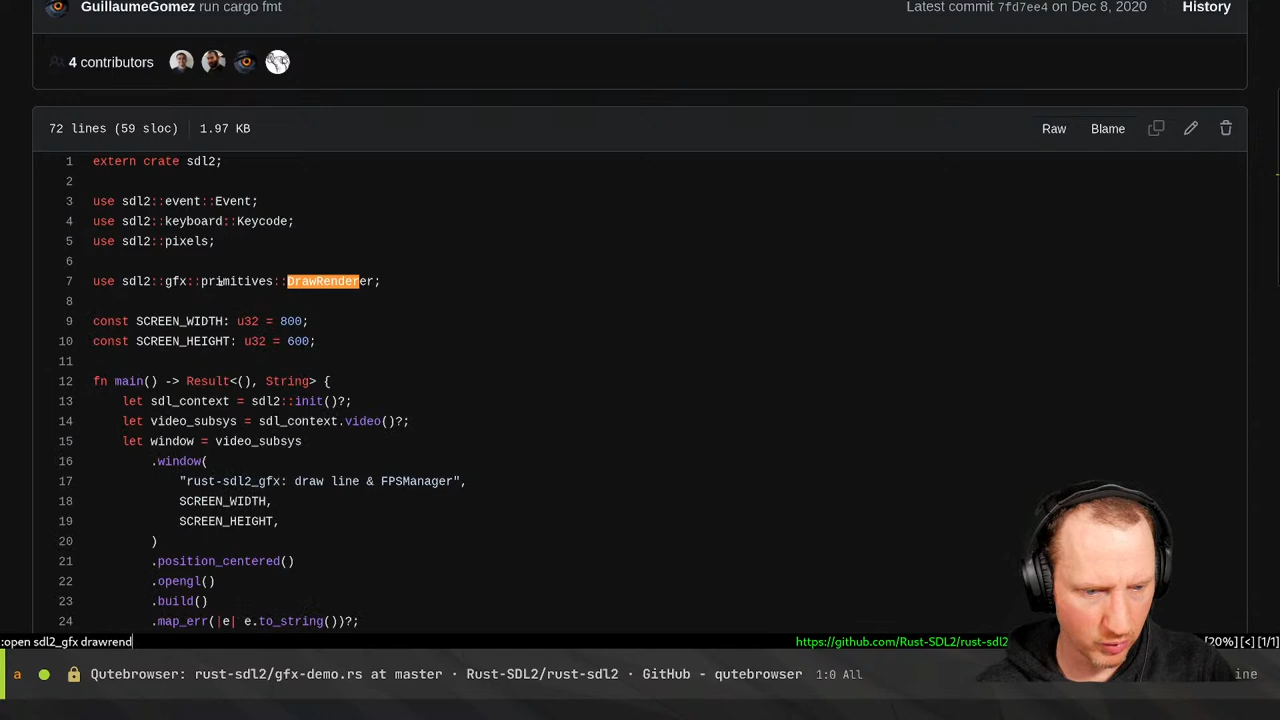 GuillaumeGomez run cargo fmt
Latest commit 7fd7ee4 on Dec 8, 2020
History
4 contributors
72 lines (59 sloc) 1.97 KB
Raw
Blame
1 extern crate sdl2;
2
3 use sdl2::event::Event;
4 use sdl2::keyboard::Keycode;
5 use sdl2::pixels;
6
7 use sdl2::gfx::primitives::DrawRenderer;
8
9 const SCREEN_WIDTH: u32 = 800;
10 const SCREEN_HEIGHT: u32 = 600;
11
12 fn main() -> Result<(), String> {
13 let sdl_context = sdl2::init()?;
14 let video_subsys = sdl_context.video()?;
15 let window = video_subsys
16 .window(
17 "rust-sdl2_gfx: draw line & FPSManager",
18 SCREEN_WIDTH,
19 SCREEN_HEIGHT,
20 )
21 .position_centered()
22 .opengl()
23 .build()
24 .map_err(|e| e.to_string())?;
:open sdl2_gfx drawrend
https://github.com/Rust-SDL2/rust-sdl2
[20%][<][1/1]
a
Qutebrowser: rust-sdl2/gfx-demo.rs at master · Rust-SDL2/rust-sdl2 · GitHub - qutebrowser 1:0 All
ine